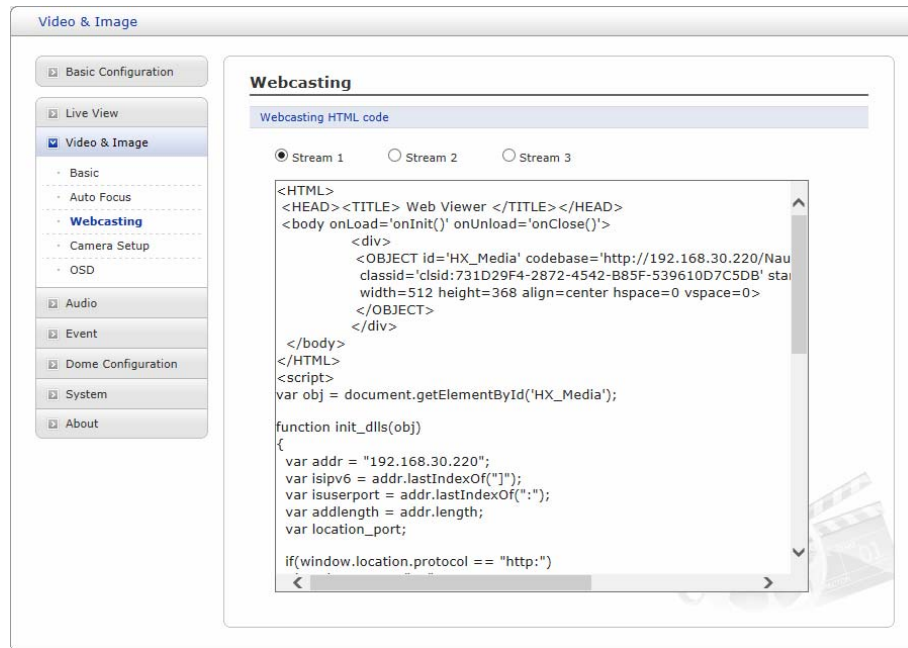 Video & Image
Basic Configuration
Live View
Video & Image
Basic
Auto Focus
Webcasting
Camera Setup
OSD
Audio
Event
Dome Configuration
System
About
Webcasting
Webcasting HTML code
Stream 1 Stream 2 Stream 3
<HTML>
<HEAD><TITLE> Web Viewer </TITLE></HEAD>
<body onLoad='onInit()' onUnload='onClose()'>
<div>
<OBJECT id='HX_Media' codebase='http://192.168.30.220/Nau
classid='clsid:731D29F4-2872-4542-B85F-539610D7C5DB' sta
width=512 height=368 align=center hspace=0 vspace=0>
</OBJECT>
</div>
</body>
</HTML>
<script>
var obj = document.getElementById('HX_Media');
function init_dlls(obj)
{
var addr = "192.168.30.220";
var isipv6 = addr.lastIndexOf("]");
var isuserport = addr.lastIndexOf(":");
var addlength = addr.length;
var location_port;
if(window.location.protocol == "http:")